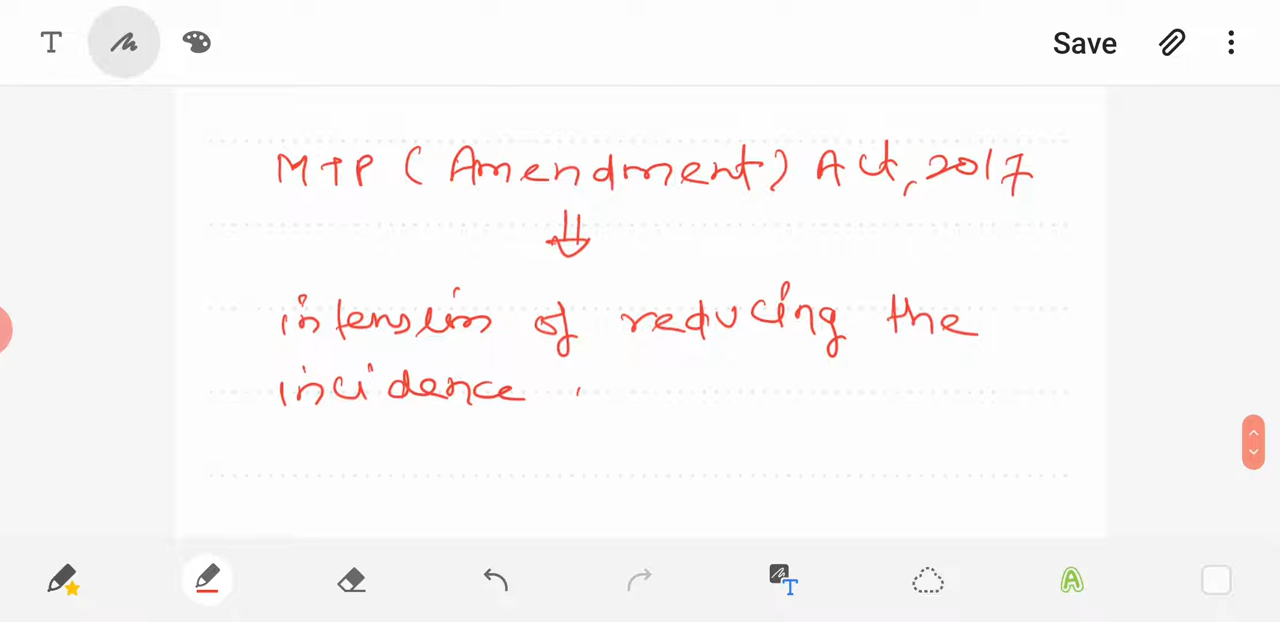 T Save
MTP (Amendment) Act, 2017
⇓
intension of reducing the
incidence
T A